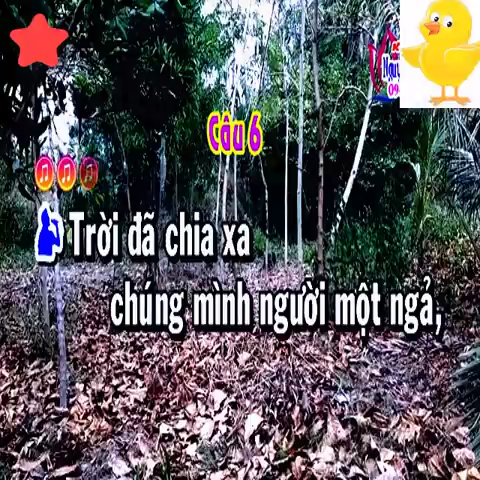 Câu 6
Trời đã chia xa
chúng mình người một ngả,